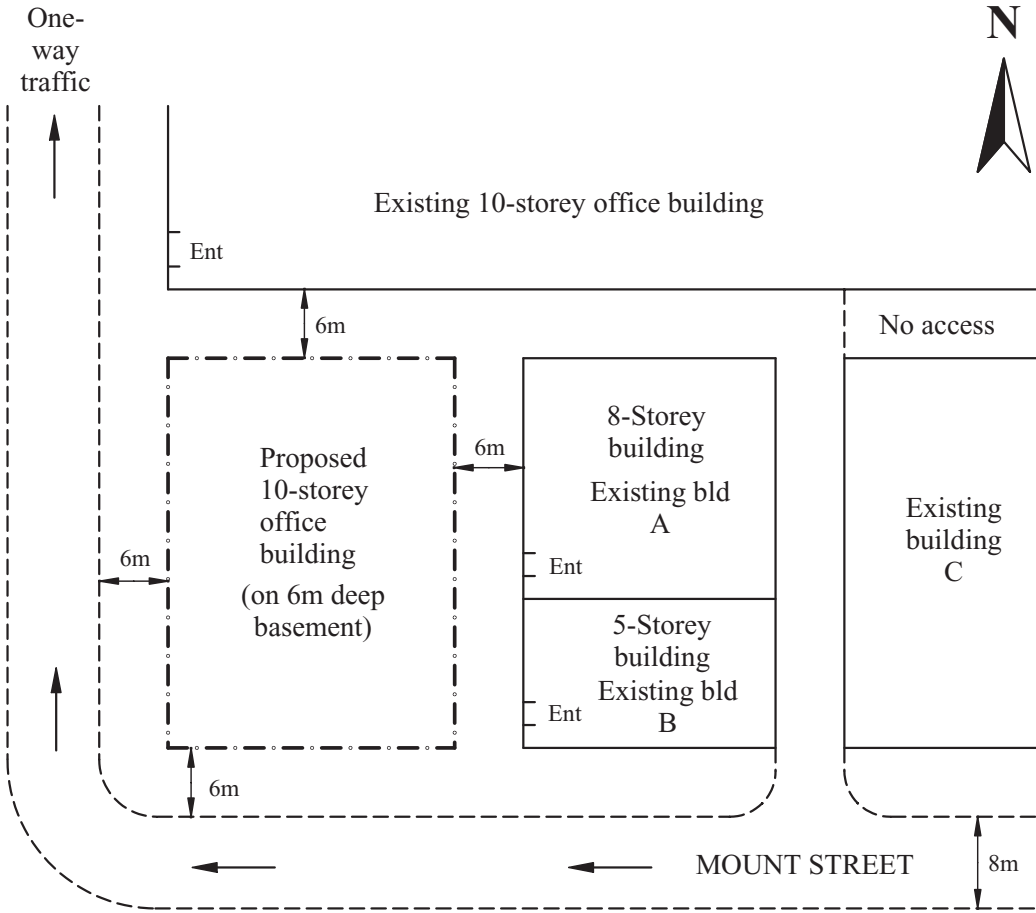 One-
way
traffic
N
Existing 10-storey office building
Ent
6m
No access
Proposed
10-storey
office
building
(on 6m deep
basement)
6m
8-Storey
building
Existing bld
A
Ent
Existing
building
C
6m
5-Storey
building
Existing bld
B
Ent
6m
MOUNT STREET
8m